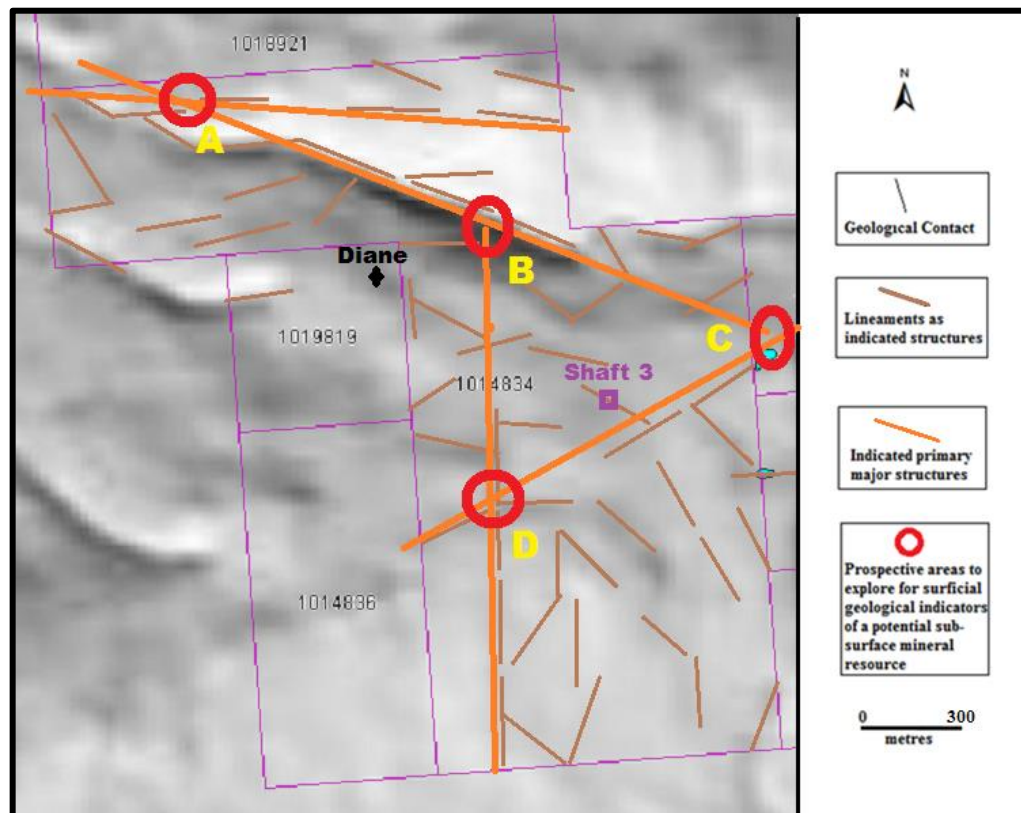 1018921
A
B
Diane
1019819
C
1014834
Shaft 3
D
1014836
N
Geological Contact
Lineaments as
indicated structures
Indicated primary
major structures
Prospective areas to
explore for surficial
geological indicators
of a potential sub-
surface mineral
resource
0 300
metres